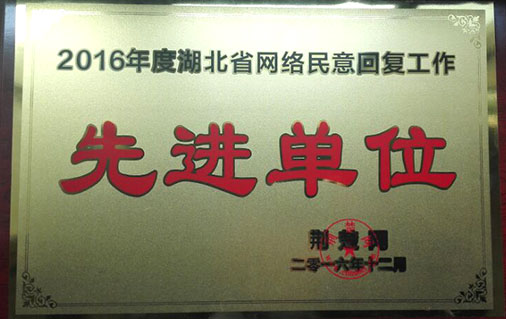 2016年度湖北省网络民意回复工作
先进单位
荆楚网
二零一六年十二月